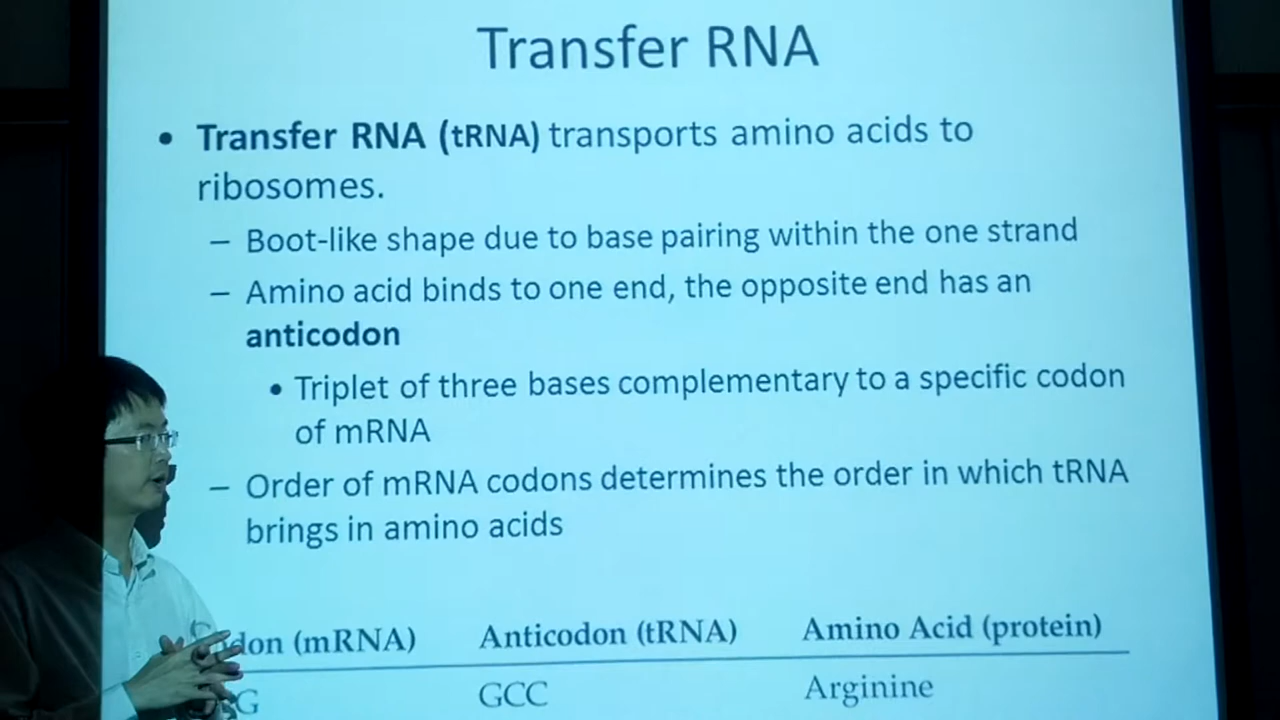 Transfer RNA
• Transfer RNA (tRNA) transports amino acids to
ribosomes.
– Boot-like shape due to base pairing within the one strand
– Amino acid binds to one end, the opposite end has an
anticodon
• Triplet of three bases complementary to a specific codon
of mRNA
– Order of mRNA codons determines the order in which tRNA
brings in amino acids
(mRNA) Anticodon (tRNA) Amino Acid (protein)
GCC Arginine